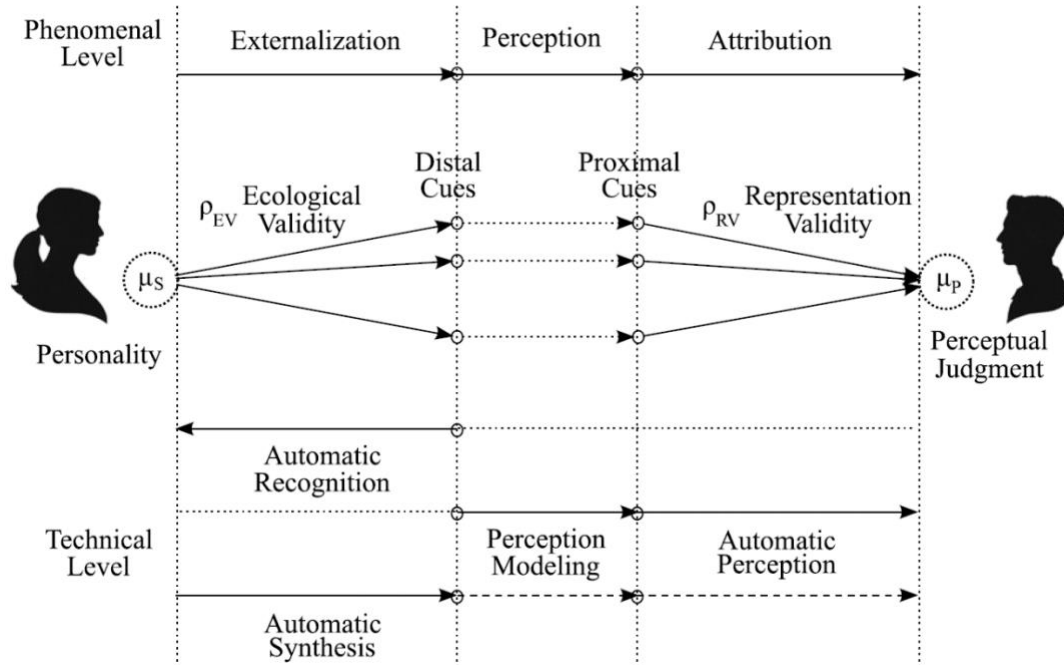 Phenomenal
Level
Externalization
Perception
Attribution
Distal
Cues
Proximal
Cues
ρEV
Ecological
Validity
ρRV
Representation
Validity
μS
μP
Personality
Perceptual
Judgment
Automatic
Recognition
Technical
Level
Perception
Modeling
Automatic
Perception
Automatic
Synthesis